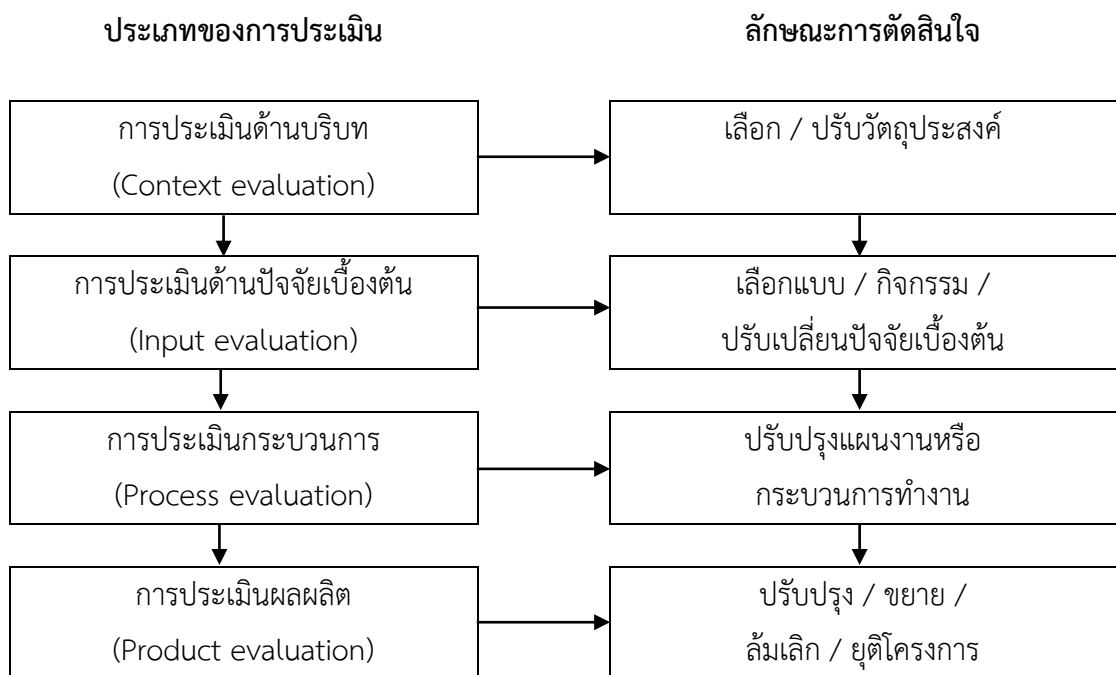 ประเภทของการประเมิน
ลักษณะการตัดสินใจ
การประเมินด้านบริบท
(Context evaluation)
เลือก / ปรับวัตถุประสงค์
การประเมินด้านปัจจัยเบื้องต้น
(Input evaluation)
เลือกแบบ / กิจกรรม /
ปรับเปลี่ยนปัจจัยเบื้องต้น
การประเมินกระบวนการ
(Process evaluation)
ปรับปรุงแผนงานหรือ
กระบวนการทำงาน
การประเมินผลผลิต
(Product evaluation)
ปรับปรุง / ขยาย /
ล้มเลิก / ยุติโครงการ